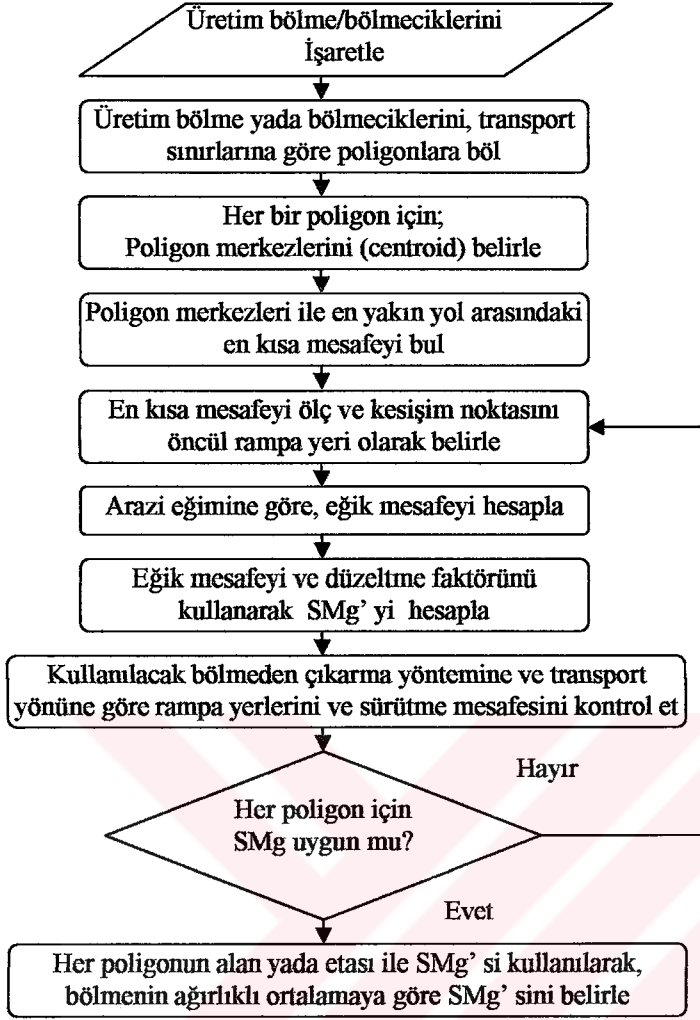 Üretim bölme/bölmeciklerini
İşaretle
Üretim bölme yada bölmeciklerini, transport
sınırlarına göre poligonlara böl
Her bir poligon için;
Poligon merkezlerini (centroid) belirle
Poligon merkezleri ile en yakın yol arasındaki
en kısa mesafeyi bul
En kısa mesafeyi ölç ve kesişim noktasını
öncül rampa yeri olarak belirle
Arazi eğimine göre, eğik mesafeyi hesapla
Eğik mesafeyi ve düzeltme faktörünü
kullanarak SMg' yi hesapla
Kullanılacak bölmeden çıkarma yöntemine ve transport
yönüne göre rampa yerlerini ve sürütme mesafesini kontrol et
Hayır
Her poligon için
SMg uygun mu?
Evet
Her poligonun alan yada etası ile SMg' si kullanılarak,
bölmenin ağırlıklı ortalamaya göre SMg' sini belirle